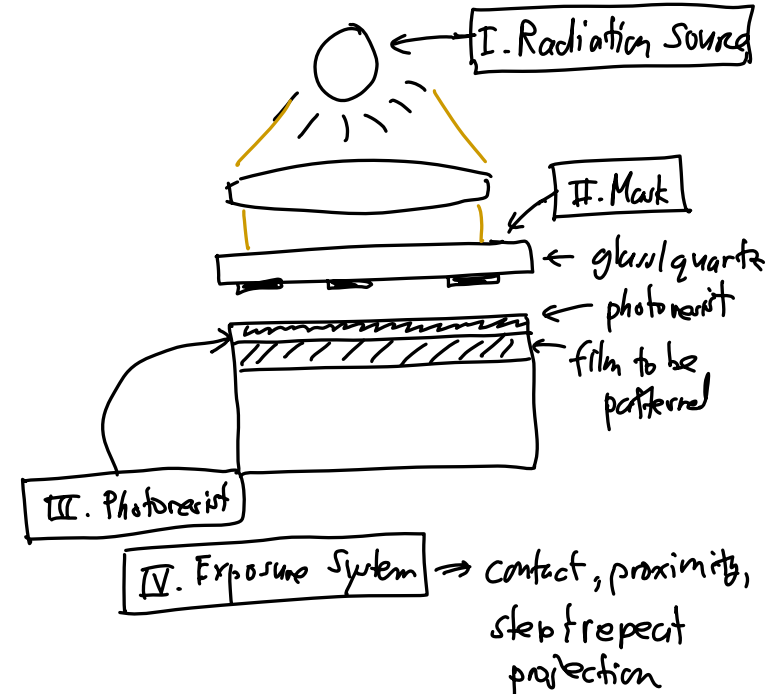 I. Radiation Source
II. Mask
glass/quartz
photoresist
film to be
patterned
III. Photoresist
IV. Exposure System → contact, proximity,
step & repeat
projection